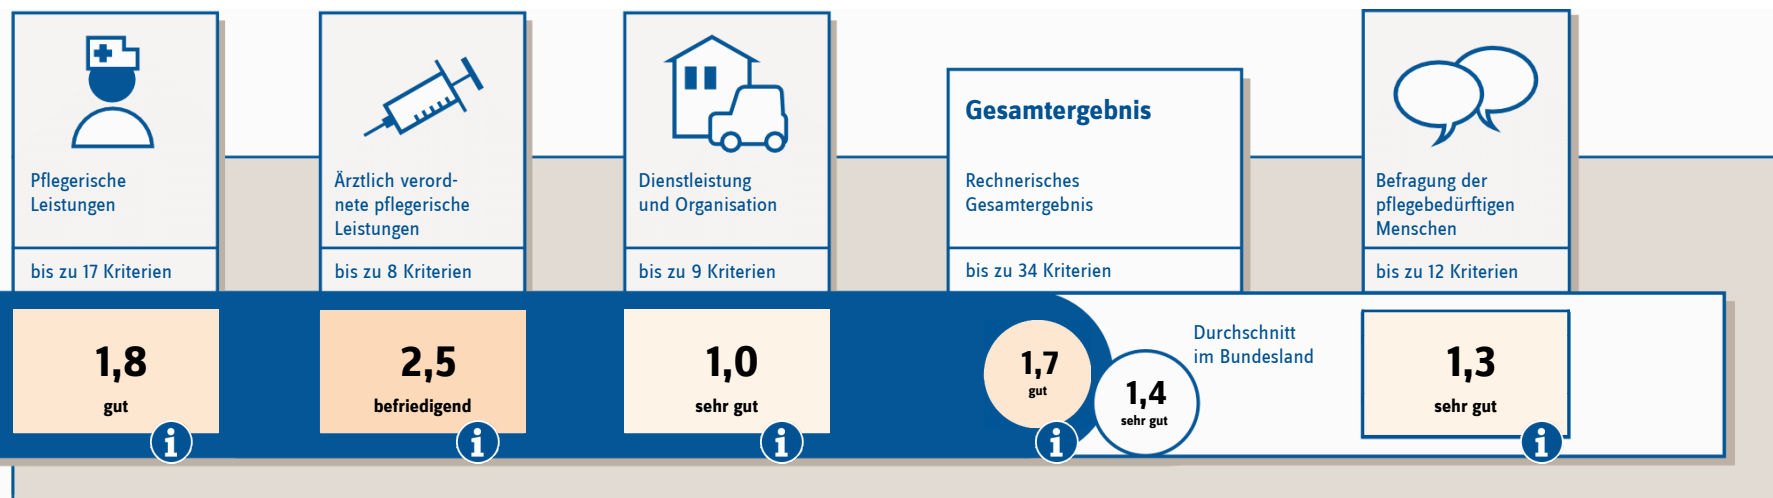 Pflegerische
Leistungen
bis zu 17 Kriterien
1,8
gut
i
Ärztlich verord-
nete pflegerische
Leistungen
bis zu 8 Kriterien
2,5
befriedigend
i
Dienstleistung
und Organisation
bis zu 9 Kriterien
1,0
sehr gut
i
Gesamtergebnis
Rechnerisches
Gesamtergebnis
bis zu 34 Kriterien
1,7
gut
i
1,4
sehr gut
Durchschnitt
im Bundesland
Befragung der
pflegebedürftigen
Menschen
bis zu 12 Kriterien
1,3
sehr gut
i